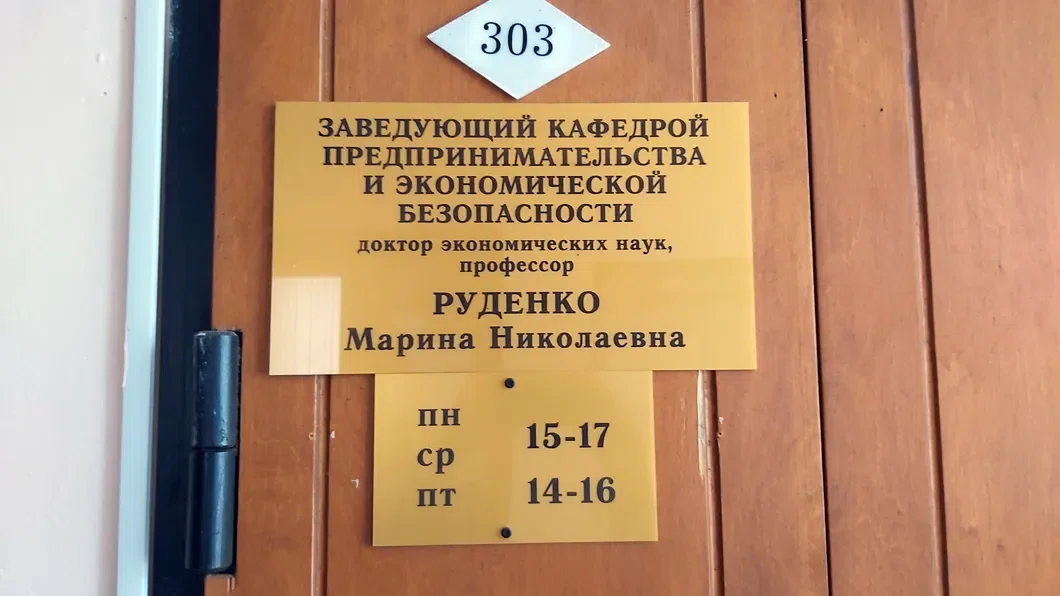 303
ЗАВЕДУЮЩИЙ КАФЕДРОЙ
ПРЕДПРИНИМАТЕЛЬСТВА
И ЭКОНОМИЧЕСКОЙ
БЕЗОПАСНОСТИ
доктор экономических наук,
профессор
РУДЕНКО
Марина Николаевна
пн
15-17
ср
пт
14-16